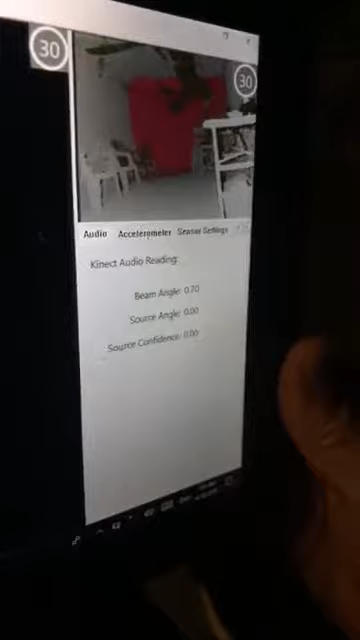 30
30
Audio Accelerometer Sensor Settings
Kinect Audio Reading:
Beam Angle: 0.70
Source Angle: 0.00
Source Confidence: 0.00